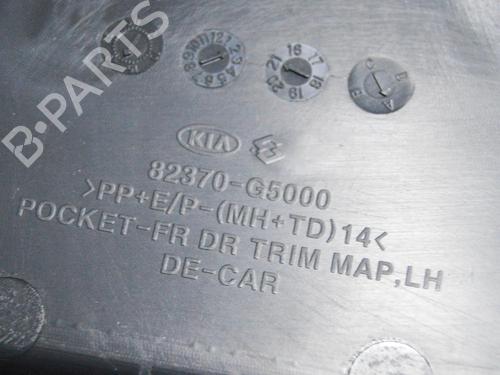 B-PARTS
KIA
82370-G5000
>PP+E/P-(MH+TD)14<
POCKET-FR DR TRIM MAP,LH
DE-CAR